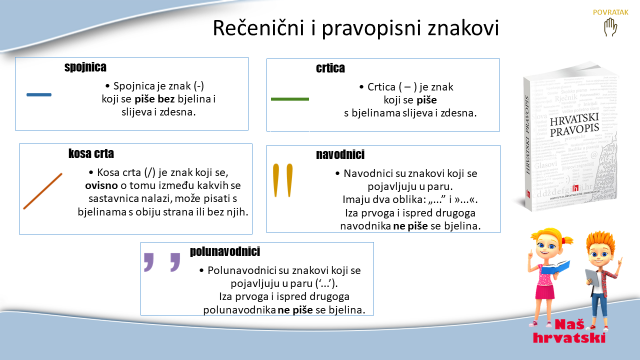 Rečenični i pravopisni znakovi
POVRATAK
spojnica
• Spojnica je znak (-)
koji se piše bez bjelina i
slijeva i zdesna.
crtica
• Crtica ( – ) je znak
koji se piše
s bjelinama slijeva i zdesna.
kosa crta
• Kosa crta (/) je znak koji se,
ovisno o tomu između kakvih se
sastavnica nalazi, može pisati s
bjelinama s obiju strana ili bez njih.
navodnici
• Navodnici su znakovi koji se
pojavljuju u paru.
Imaju dva oblika: „...” i »...«.
Iza prvoga i ispred drugoga
navodnika ne piše se bjelina.
polunavodnici
• Polunavodnici su znakovi koji se
pojavljuju u paru (‘...’).
Iza prvoga i ispred drugoga
polunavodnika ne piše se bjelina.
HRVATSKI PRAVOPIS
HRVATSKI
PRAVOPIS
Naš
hrvatski